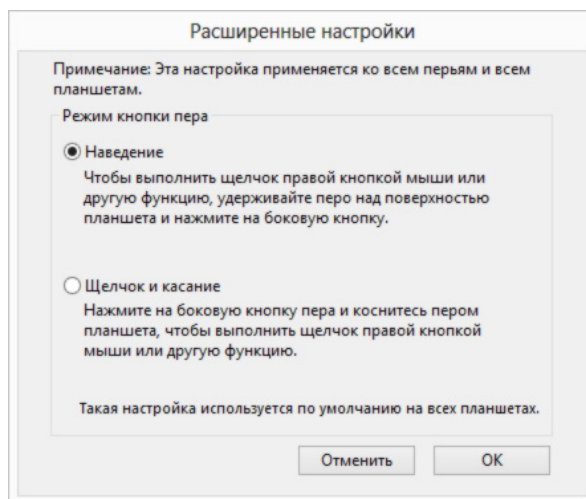 Расширенные настройки
Примечание: Эта настройка применяется ко всем перьям и всем
планшетам.
Режим кнопки пера
Наведение
Чтобы выполнить щелчок правой кнопкой мыши или
другую функцию, удерживайте перо над поверхностью
планшета и нажмите на боковую кнопку.
Щелчок и касание
Нажмите на боковую кнопку пера и коснитесь пером
планшета, чтобы выполнить щелчок правой кнопкой
мыши или другую функцию.
Такая настройка используется по умолчанию на всех планшетах.
Отменить
ОК